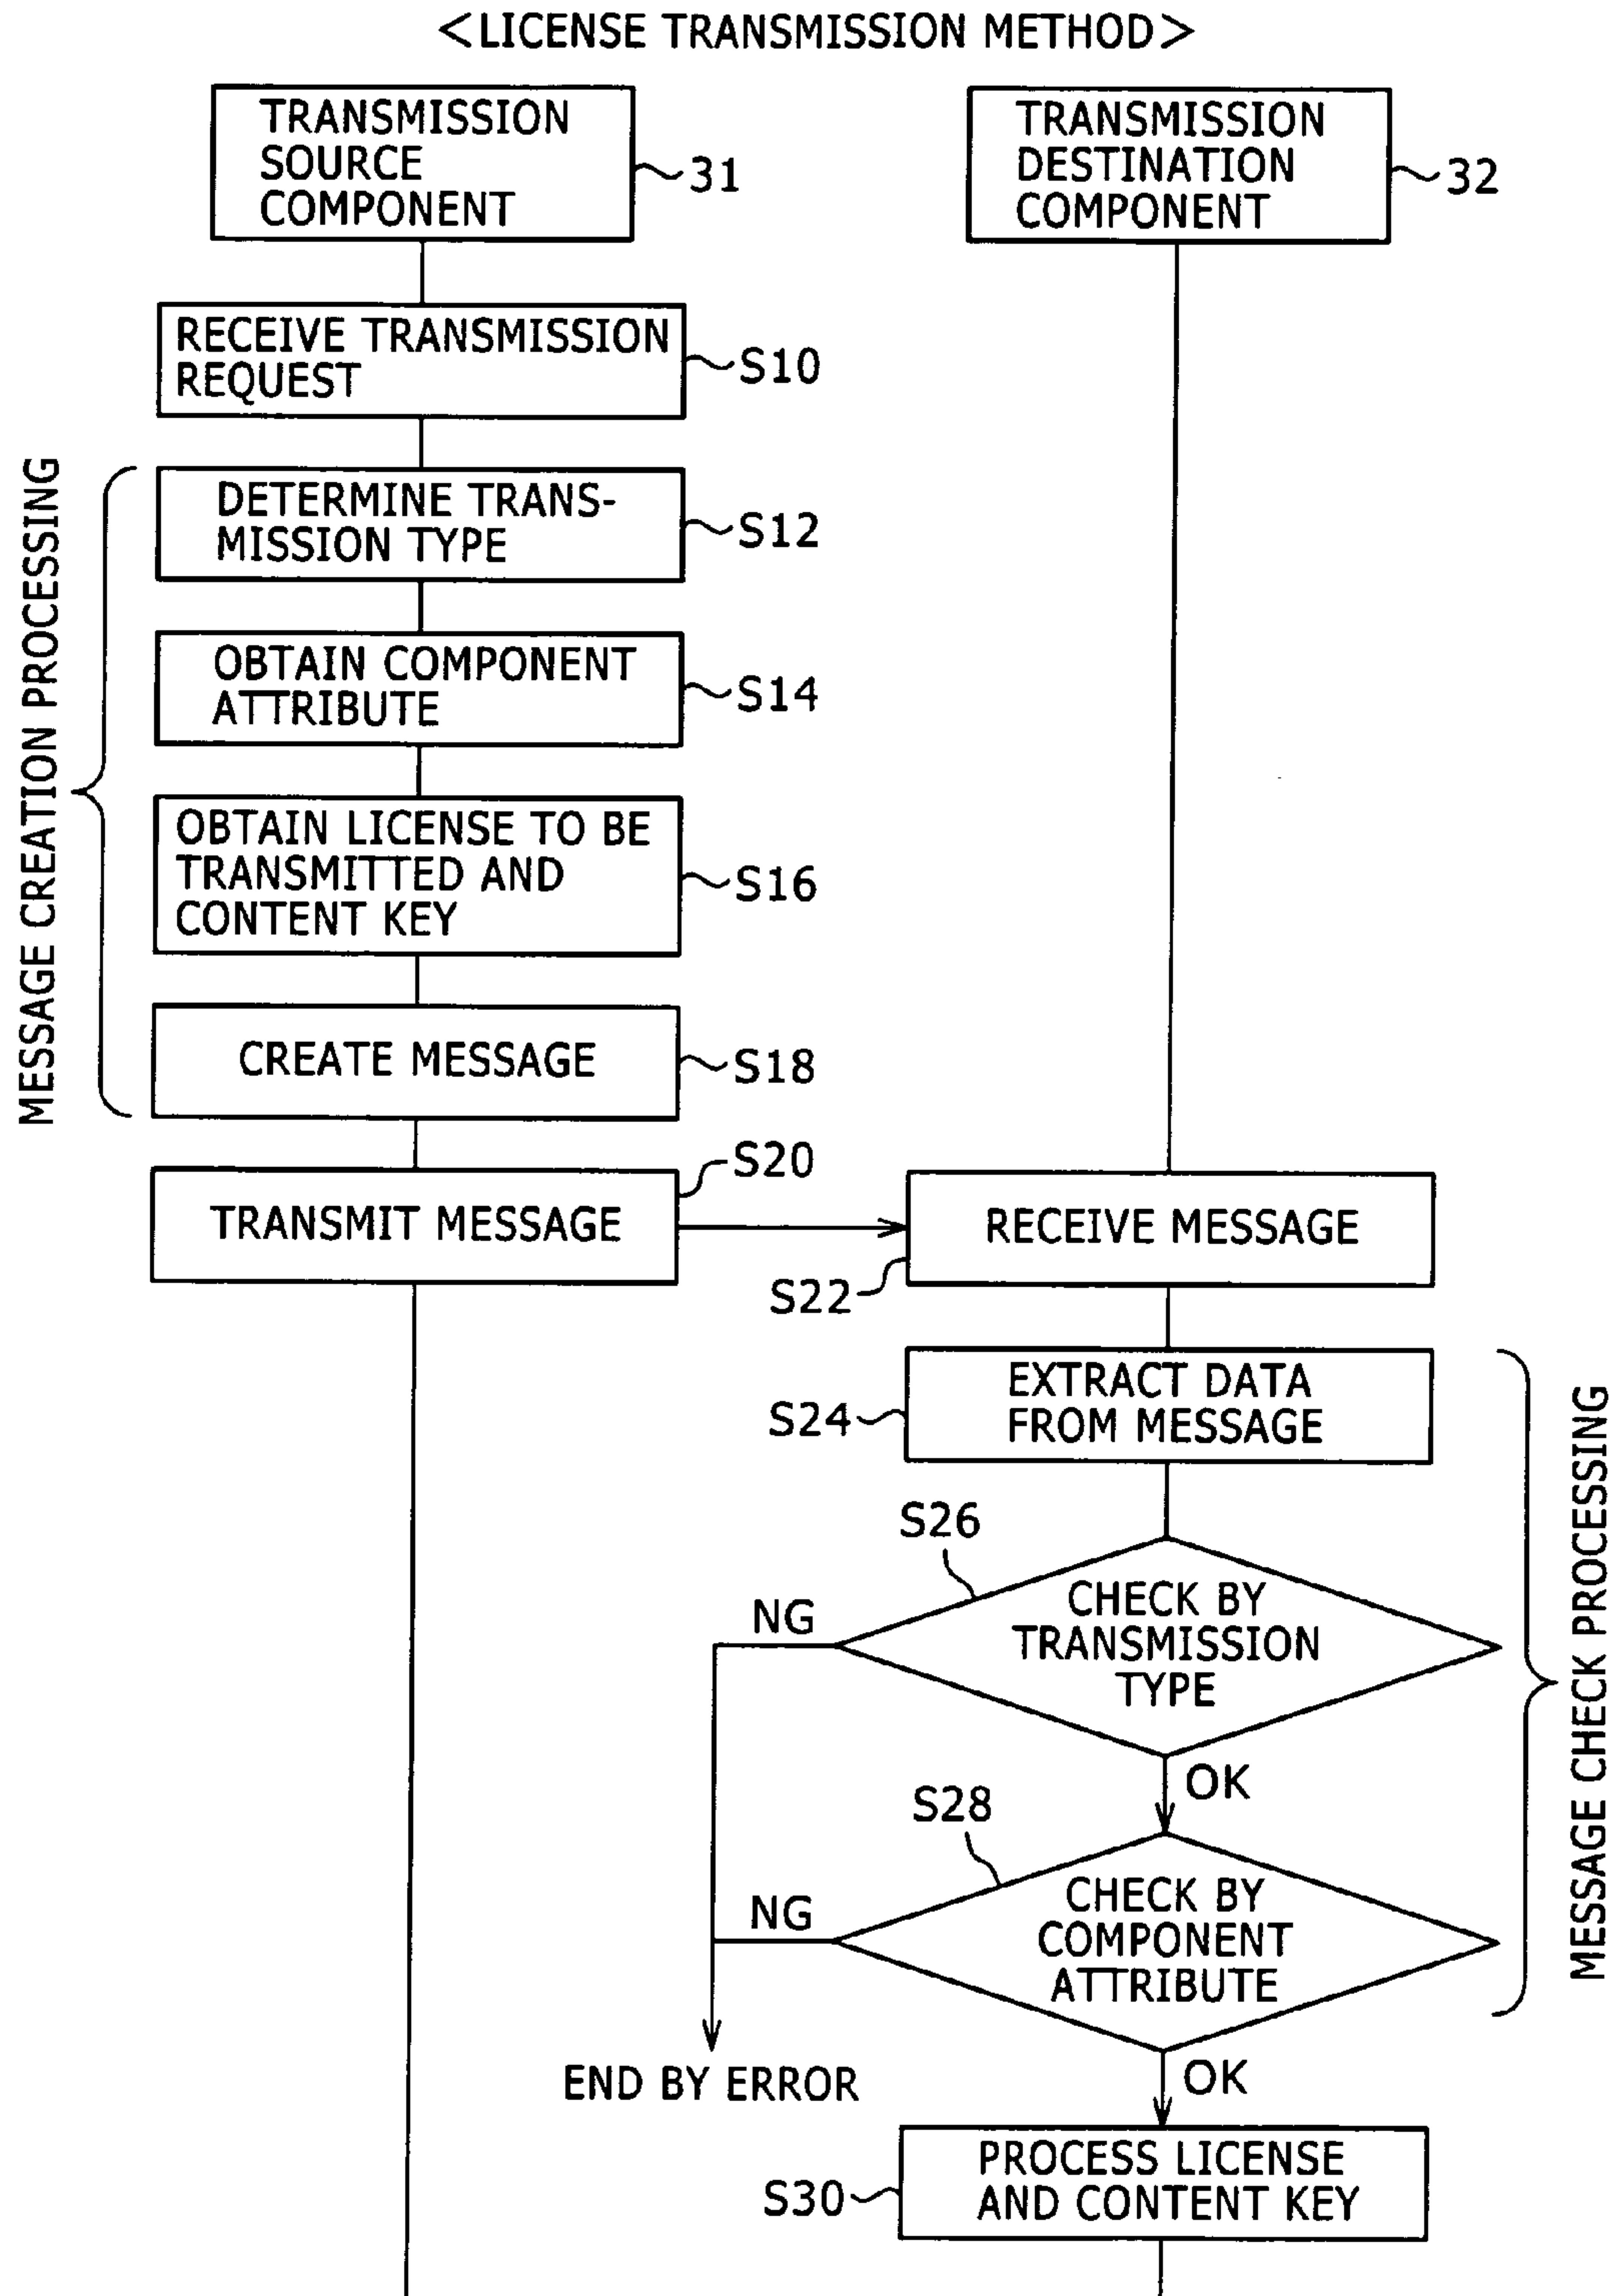 <LICENSE TRANSMISSION METHOD>
TRANSMISSION
SOURCE
COMPONENT
31
TRANSMISSION
DESTINATION
COMPONENT
32
RECEIVE TRANSMISSION
REQUEST
S10
MESSAGE CREATION PROCESSING
DETERMINE TRANS-
MISSION TYPE
S12
OBTAIN COMPONENT
ATTRIBUTE
S14
OBTAIN LICENSE TO BE
TRANSMITTED AND
CONTENT KEY
S16
CREATE MESSAGE
S18
TRANSMIT MESSAGE
S20
RECEIVE MESSAGE
S22
EXTRACT DATA
FROM MESSAGE
S24
MESSAGE CHECK PROCESSING
S26
CHECK BY
TRANSMISSION
TYPE
NG
OK
S28
CHECK BY
COMPONENT
ATTRIBUTE
NG
END BY ERROR
OK
PROCESS LICENSE
AND CONTENT KEY
S30